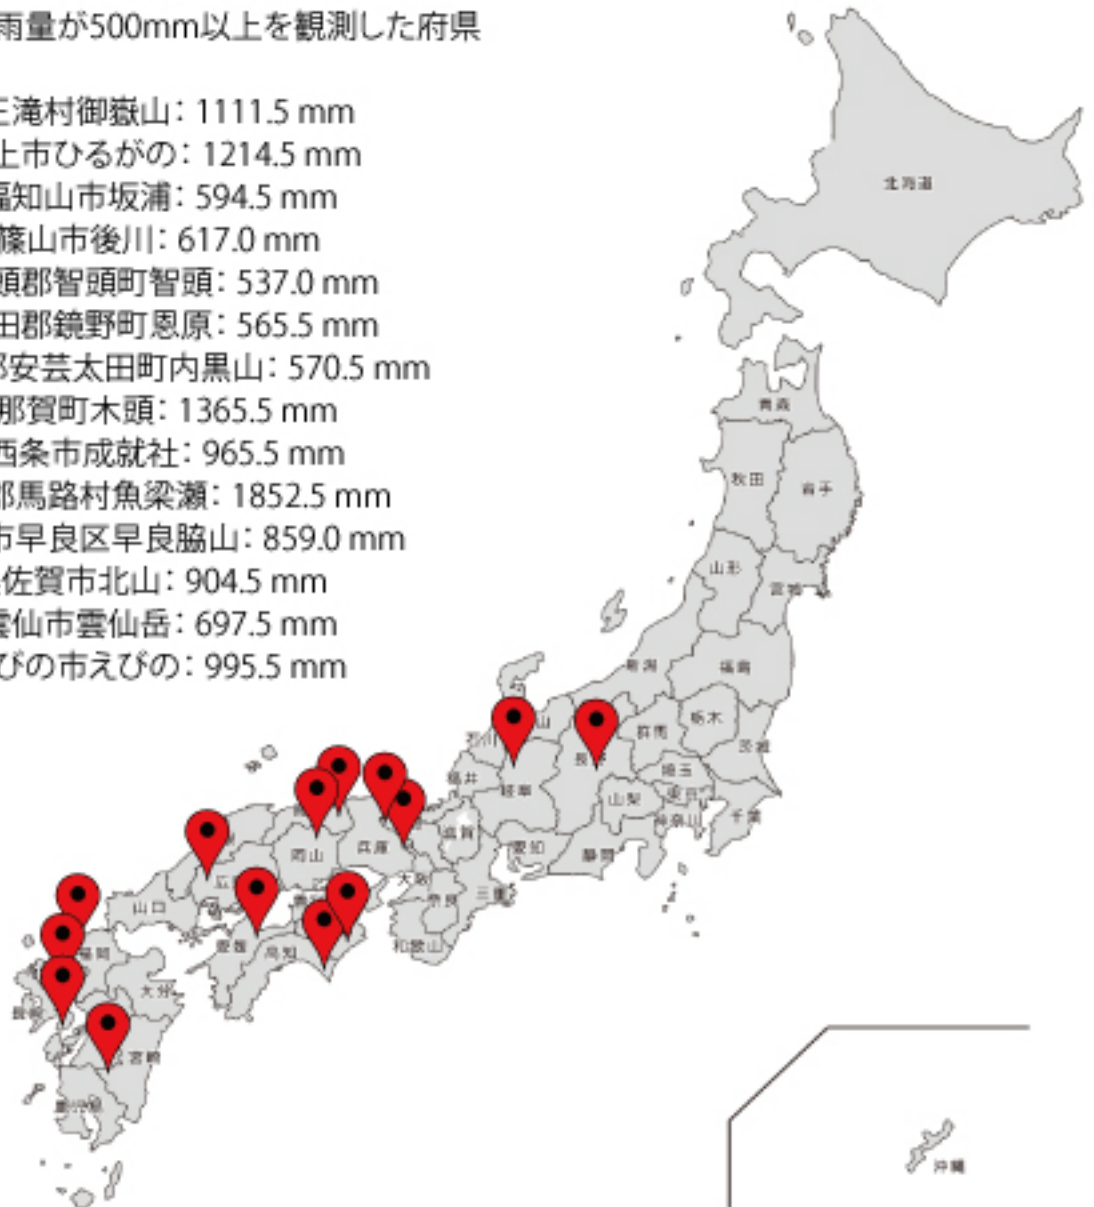 雨量が500mm以上を観測した府県
王滝村御嶽山：1111.5 mm
上市ひるがの：1214.5 mm
福知山市坂浦：594.5 mm
篠山市後川：617.0 mm
頭郡智頭町智頭：537.0 mm
田郡鏡野町恩原：565.5 mm
郡安芸太田町内黒山：570.5 mm
那賀町木頭：1365.5 mm
西条市成就社：965.5 mm
郡馬路村魚梁瀬：1852.5 mm
市早良区早良脇山：859.0 mm
佐賀市北山：904.5 mm
雲仙市雲仙岳：697.5 mm
びの市えびの：995.5 mm
北海道
青森
秋田
岩手
山形
宮城
新潟
福島
山
石川
群馬
栃木
茨城
長野
福井
岐阜
埼玉
東京
山梨
神奈川
千葉
滋賀
愛知
静岡
岡山
兵庫
大阪
奈良
三重
広
山口
和歌山
愛媛
高知
福岡
大分
長崎
宮崎
鹿児島
沖縄